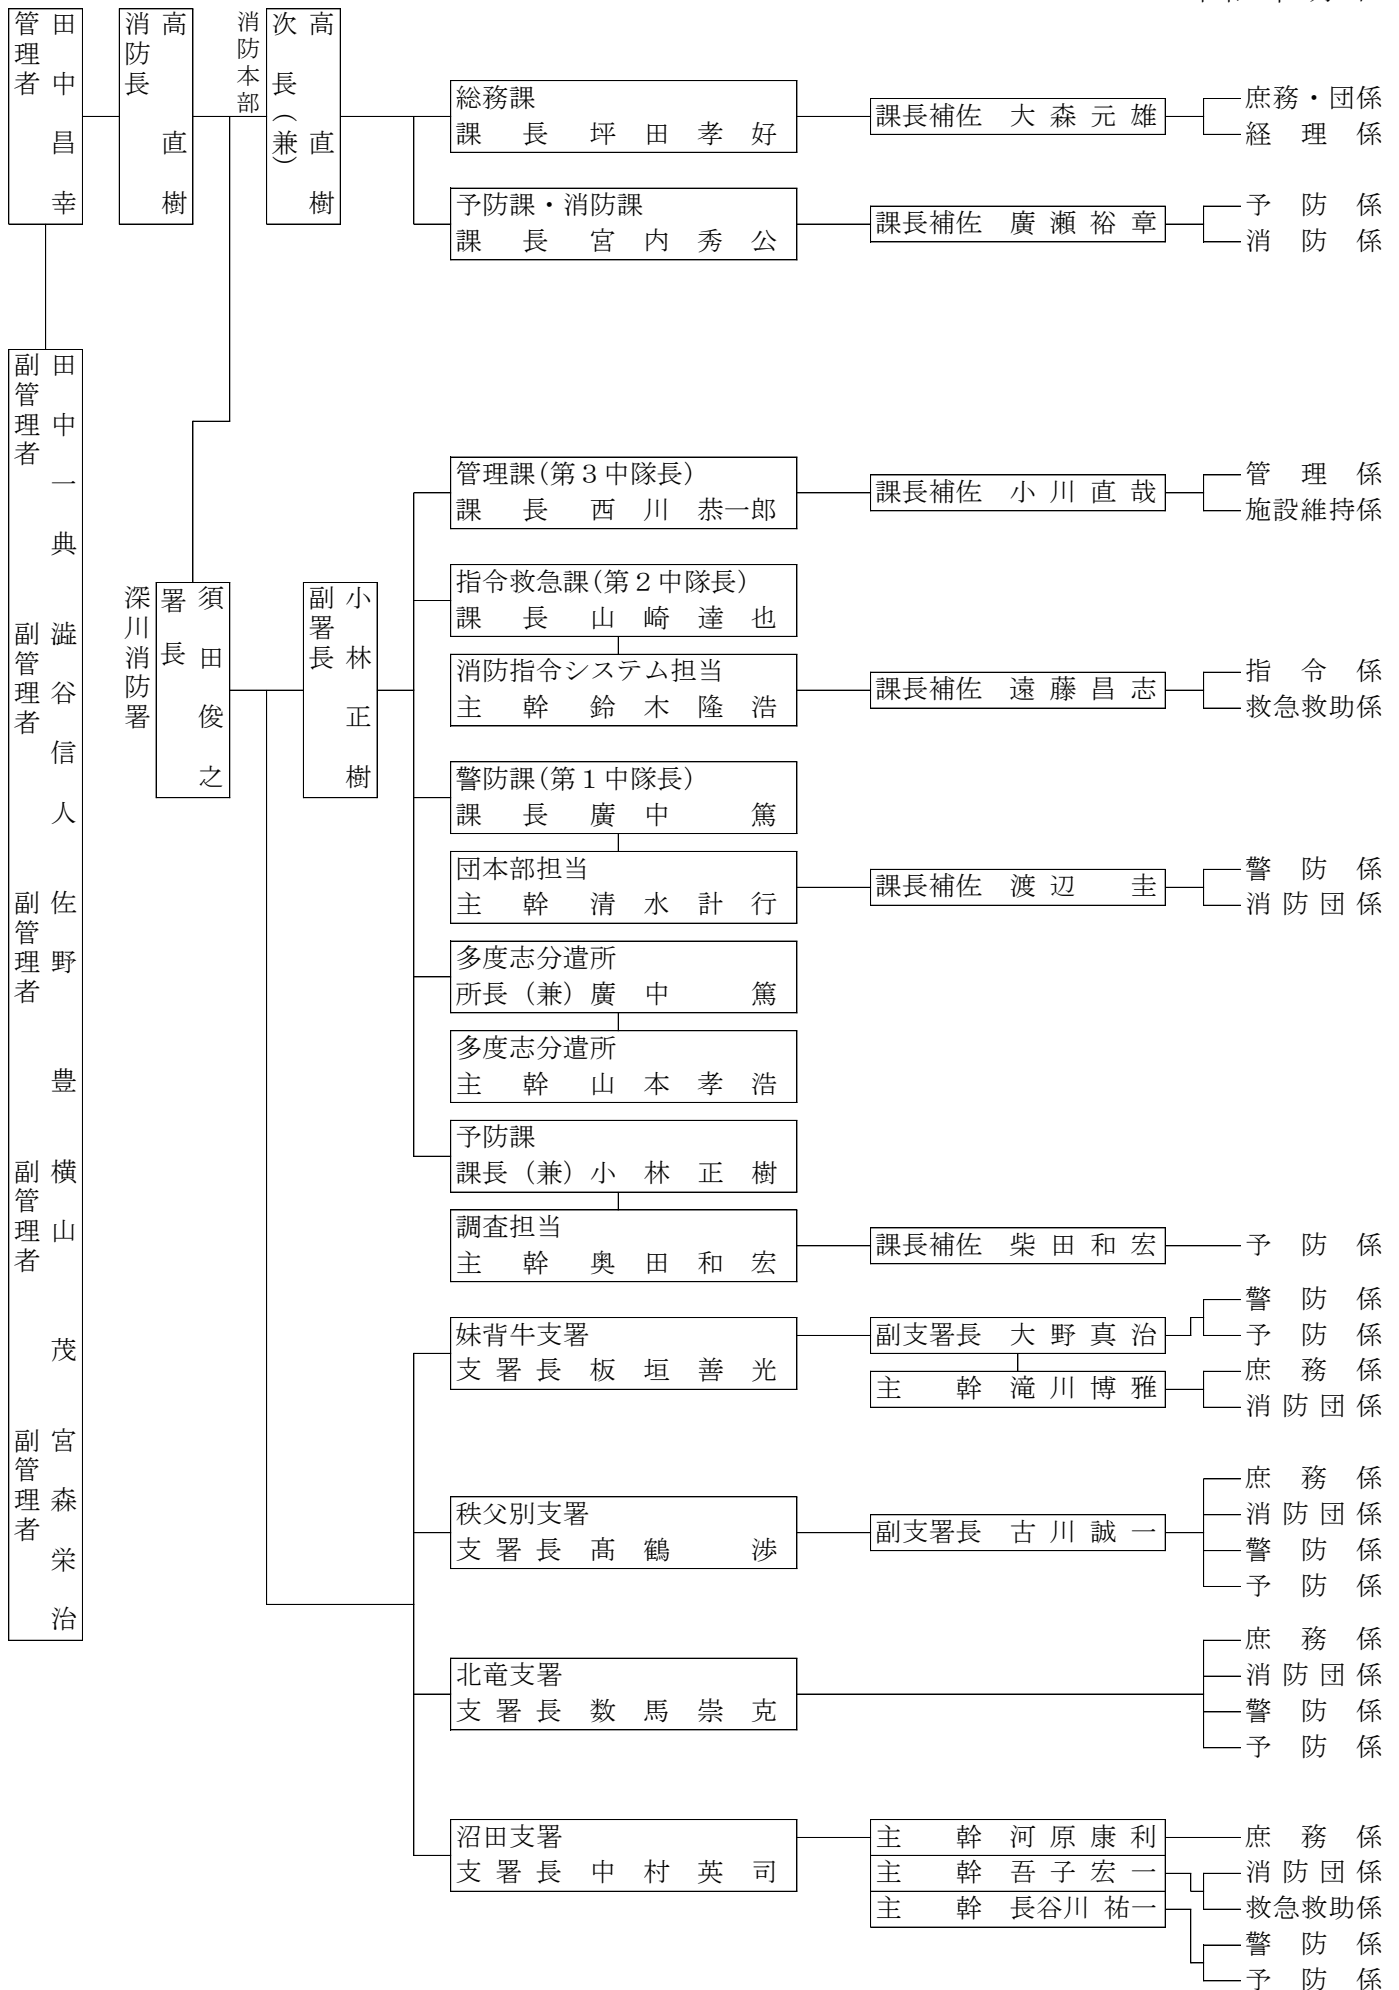 管理者 田中昌幸
消防長 高直樹
消防本部
次長（兼） 高直樹
総務課
課長 坪田孝好
課長補佐 大森元雄
庶務・団係
経理係
予防課・消防課
課長 宮内秀公
課長補佐 廣瀬裕章
予防係
消防係
副管理者 田中一典
副管理者 澁谷信人
副管理者 佐野豊
副管理者 横山茂
副管理者 宮森栄治
深川消防署
署長 須田俊之
副署長 小林正樹
管理課(第３中隊長)
課長 西川恭一郎
課長補佐 小川直哉
管理係
施設維持係
指令救急課(第２中隊長)
課長 山崎達也
消防指令システム担当
主幹 鈴木隆浩
課長補佐 遠藤昌志
指令係
救急救助係
警防課(第１中隊長)
課長 廣中篤
団本部担当
主幹 清水計行
課長補佐 渡辺圭
警防係
消防団係
多度志分遣所
所長（兼）廣中篤
多度志分遣所
主幹 山本孝浩
予防課
課長（兼）小林正樹
調査担当
主幹 奥田和宏
課長補佐 柴田和宏
予防係
妹背牛支署
支署長 板垣善光
副支署長 大野真治
警防係
予防係
主幹 滝川博雅
庶務係
消防団係
秩父別支署
支署長 髙鶴渉
副支署長 古川誠一
庶務係
消防団係
警防係
予防係
北竜支署
支署長 数馬崇克
庶務係
消防団係
警防係
予防係
沼田支署
支署長 中村英司
主幹 河原康利
庶務係
主幹 吾子宏一
消防団係
救急救助係
主幹 長谷川祐一
警防係
予防係